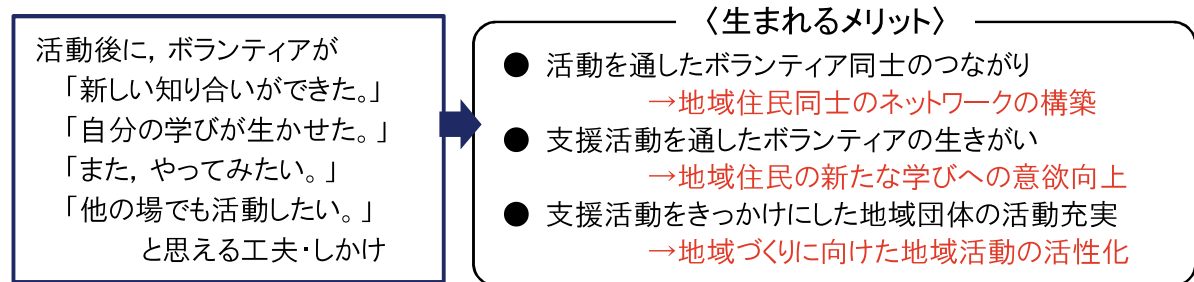 活動後に，ボランティアが
「新しい知り合いができた。」
「自分の学びが生かせた。」
「また，やってみたい。」
「他の場でも活動したい。」
と思える工夫・しかけ
〈生まれるメリット〉
● 活動を通したボランティア同士のつながり
→地域住民同士のネットワークの構築
● 支援活動を通したボランティアの生きがい
→地域住民の新たな学びへの意欲向上
● 支援活動をきっかけにした地域団体の活動充実
→地域づくりに向けた地域活動の活性化